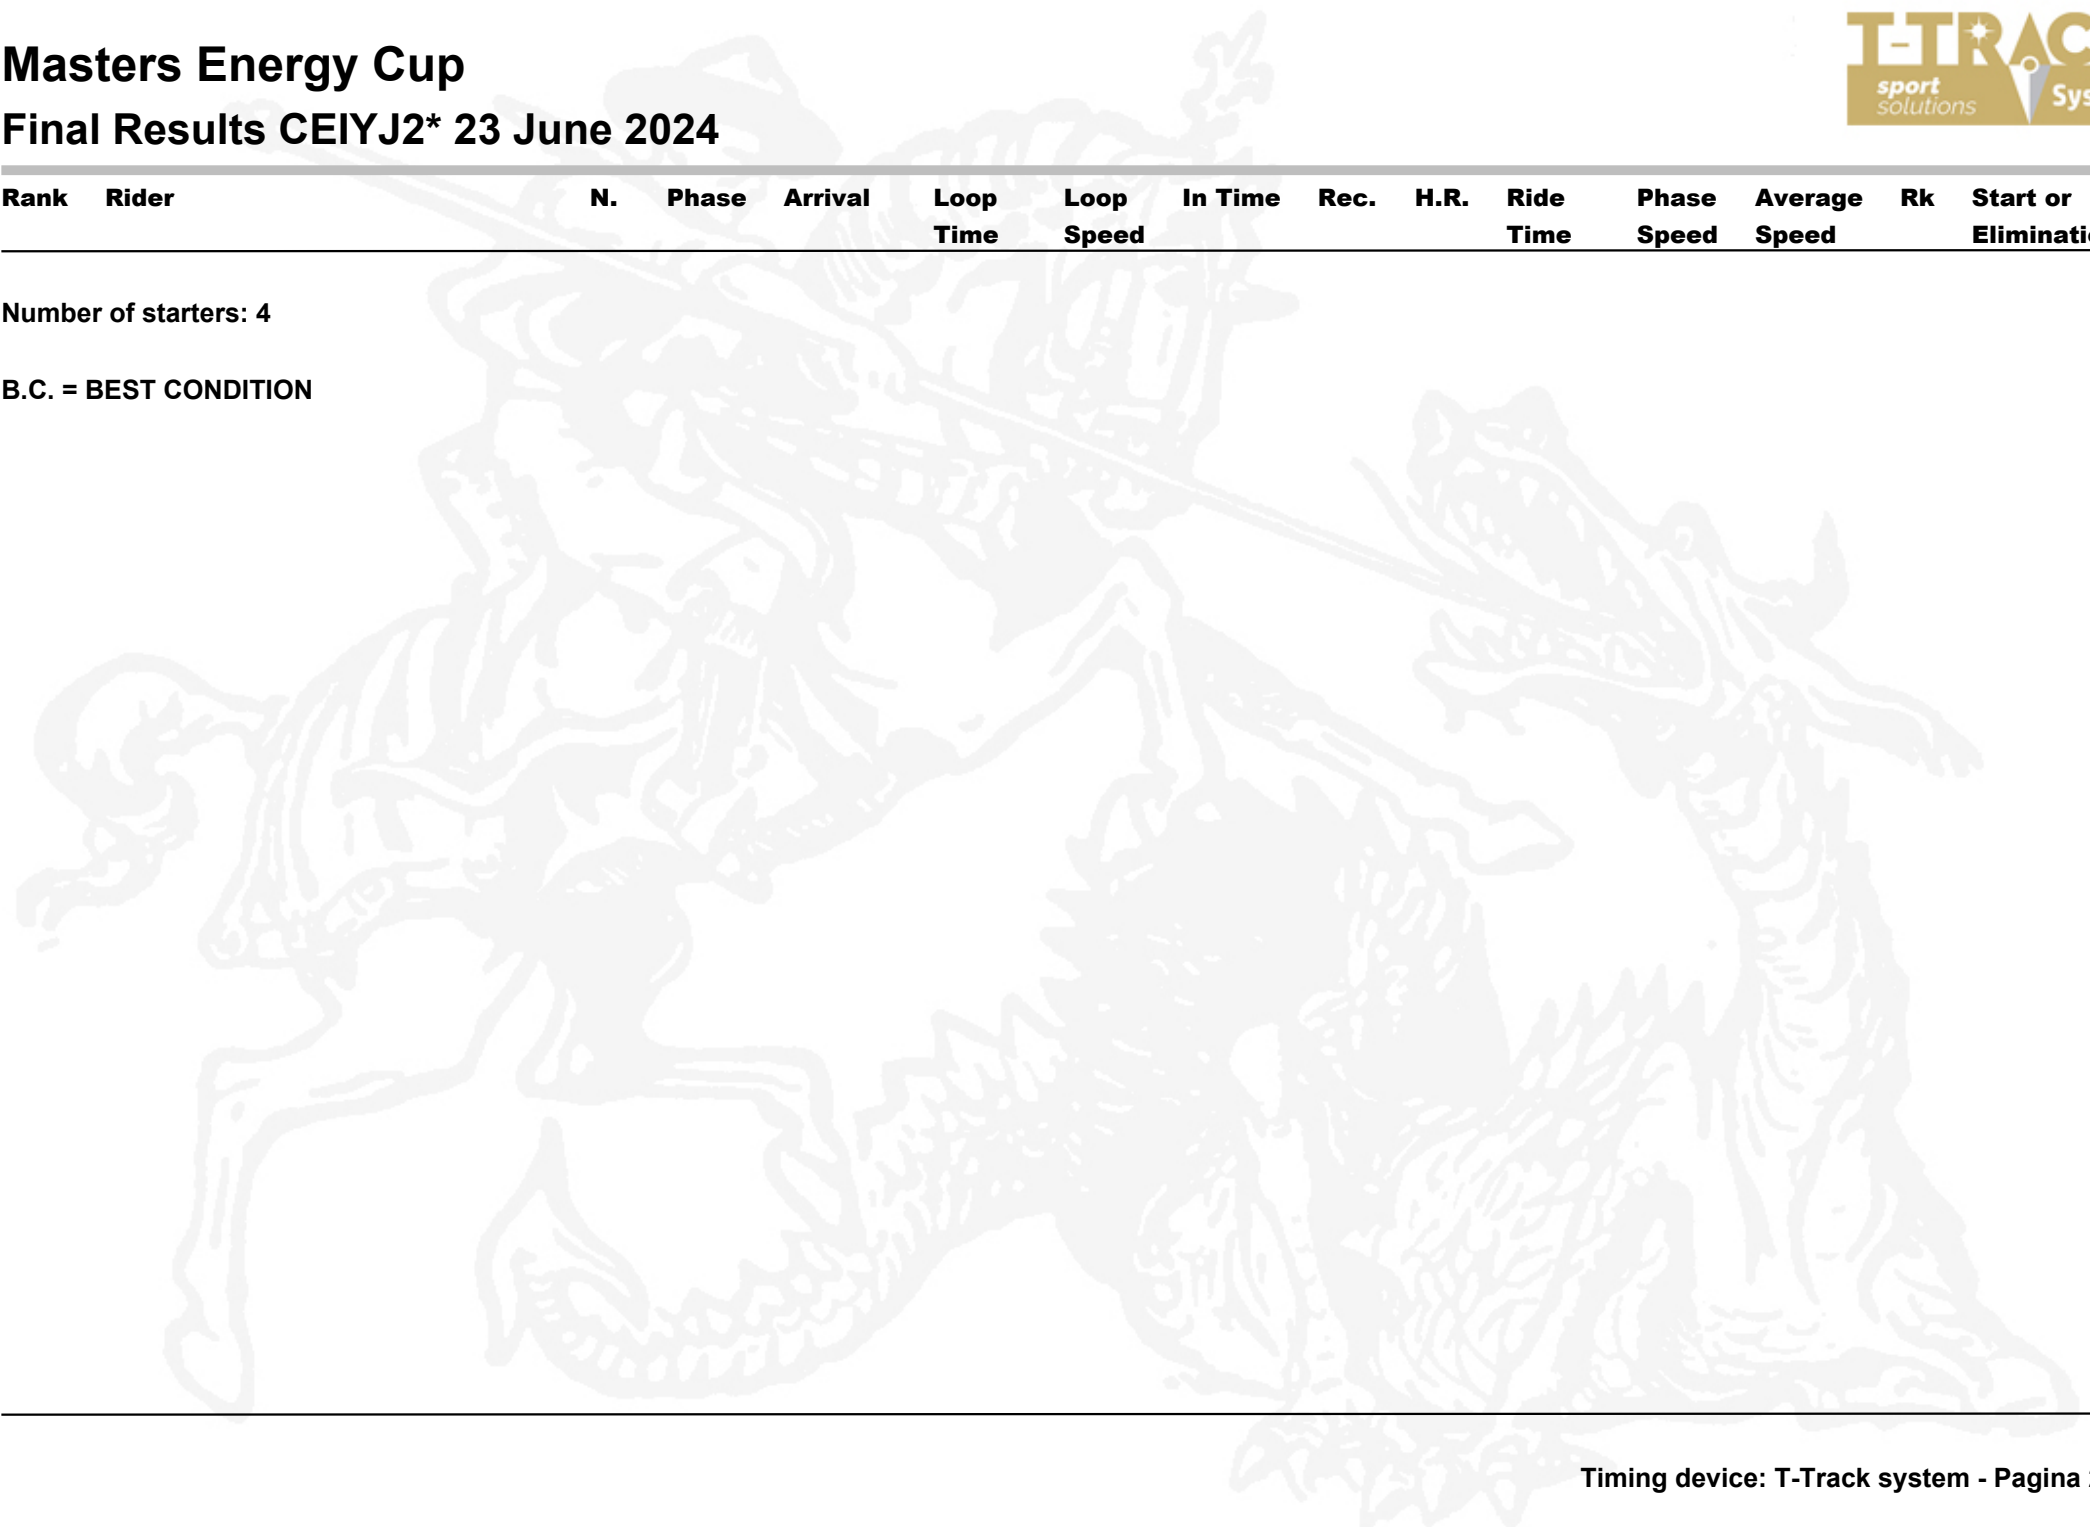 Masters Energy Cup
Final Results CEIYJ2* 23 June 2024
T-TRAC
sport
solutions
Rank Rider N. Phase Arrival Loop Loop In Time Rec. H.R. Ride Phase Average Rk Start or
Time Speed Time Speed Speed
Number of starters: 4
B.C. = BEST CONDITION
Timing device: T-Track system - Pagina